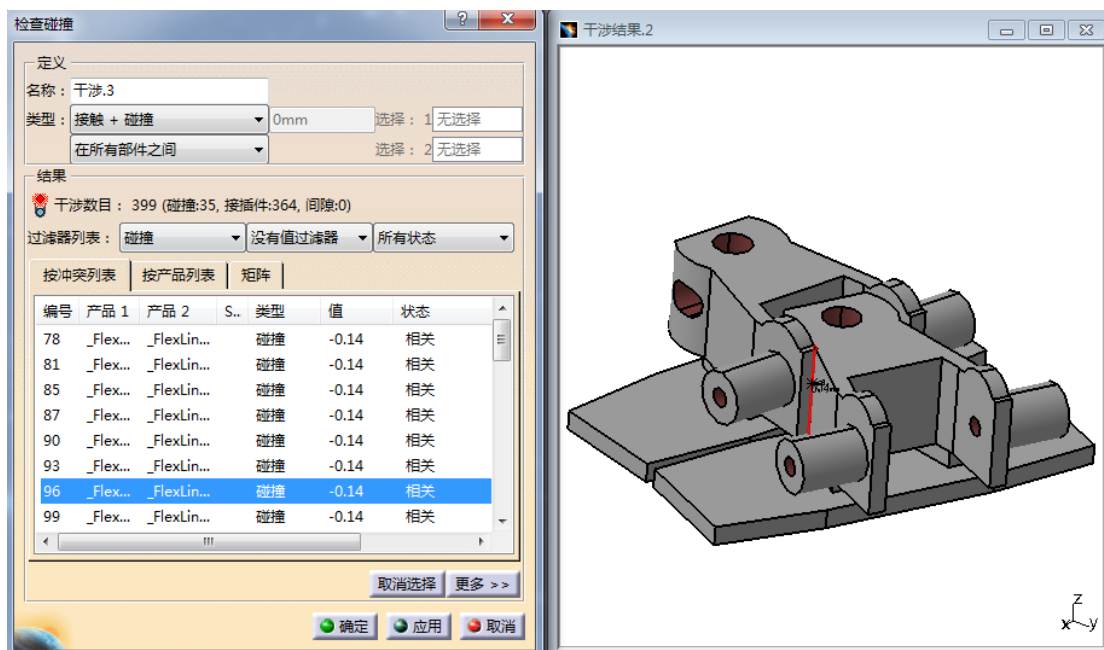 检查碰撞
定义
名称： 干涉.3
类型： 接触 + 碰撞 0mm 选择： 1 无选择
在所有部件之间 选择： 2 无选择
结果
干涉数目： 399 (碰撞:35, 接插件:364, 间隙:0)
过滤器列表： 碰撞 没有值过滤器 所有状态
按冲突列表 按产品列表 矩阵
编号 产品 1 产品 2 S.. 类型 值 状态
78 _Flex... _FlexLin... 碰撞 -0.14 相关
81 _Flex... _FlexLin... 碰撞 -0.14 相关
85 _Flex... _FlexLin... 碰撞 -0.14 相关
87 _Flex... _FlexLin... 碰撞 -0.14 相关
90 _Flex... _FlexLin... 碰撞 -0.14 相关
93 _Flex... _FlexLin... 碰撞 -0.14 相关
96 _Flex... _FlexLin... 碰撞 -0.14 相关
99 _Flex... _FlexLin... 碰撞 -0.14 相关
取消选择 更多 >>
确定 应用 取消
干涉结果.2
z
x y